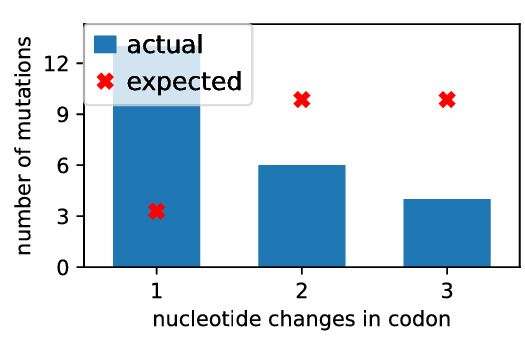 actual
expected
number of mutations
12
9
6
3
0
1 2 3
nucleotide changes in codon